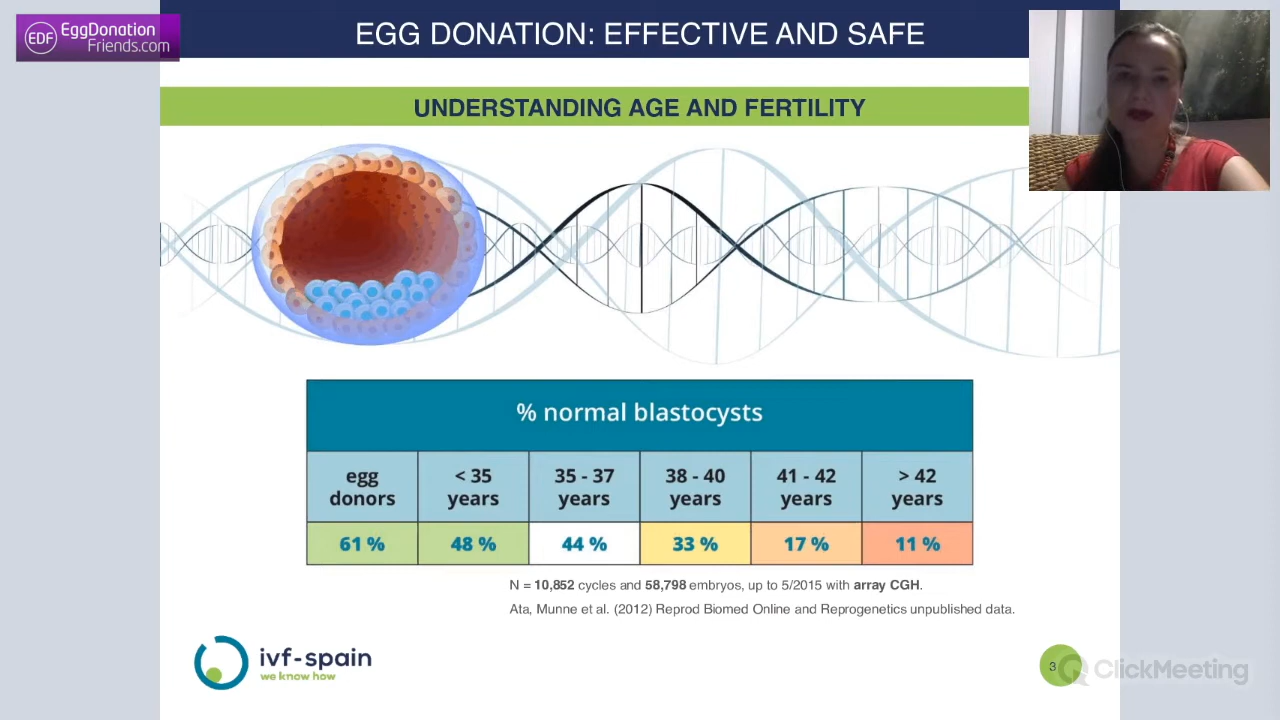 EDF EggDonation
Friends.com
EGG DONATION: EFFECTIVE AND SAFE
UNDERSTANDING AGE AND FERTILITY
% normal blastocysts
egg donors
< 35 years
35 - 37 years
38 - 40 years
41 - 42 years
> 42 years
61 %
48 %
44 %
33 %
17 %
11 %
N = 10,852 cycles and 58,798 embryos, up to 5/2015 with array CGH.
Ata, Munne et al. (2012) Reprod Biomed Online and Reprogenetics unpublished data.
ivf-spain
we know how
3
ClickMeeting